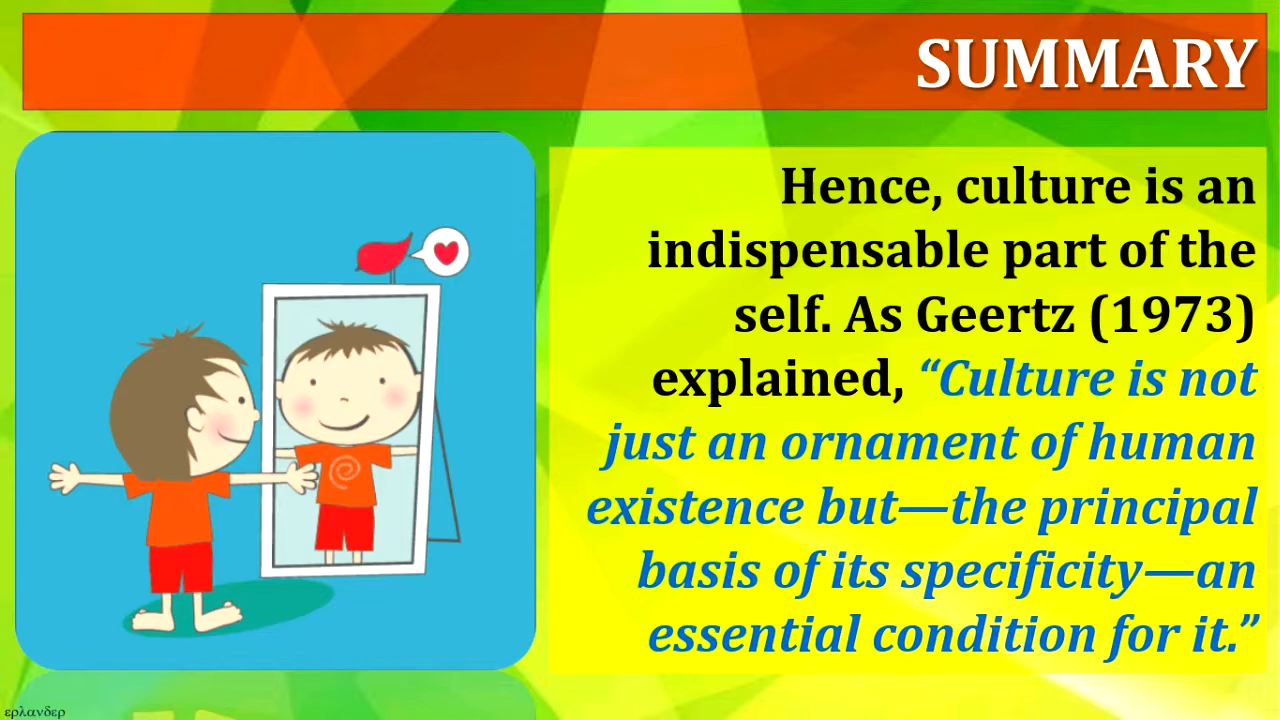 SUMMARY
Hence, culture is an
indispensable part of the
self. As Geertz (1973)
explained, “Culture is not
just an ornament of human
existence but—the principal
basis of its specificity—an
essential condition for it.”
ερλανδερ